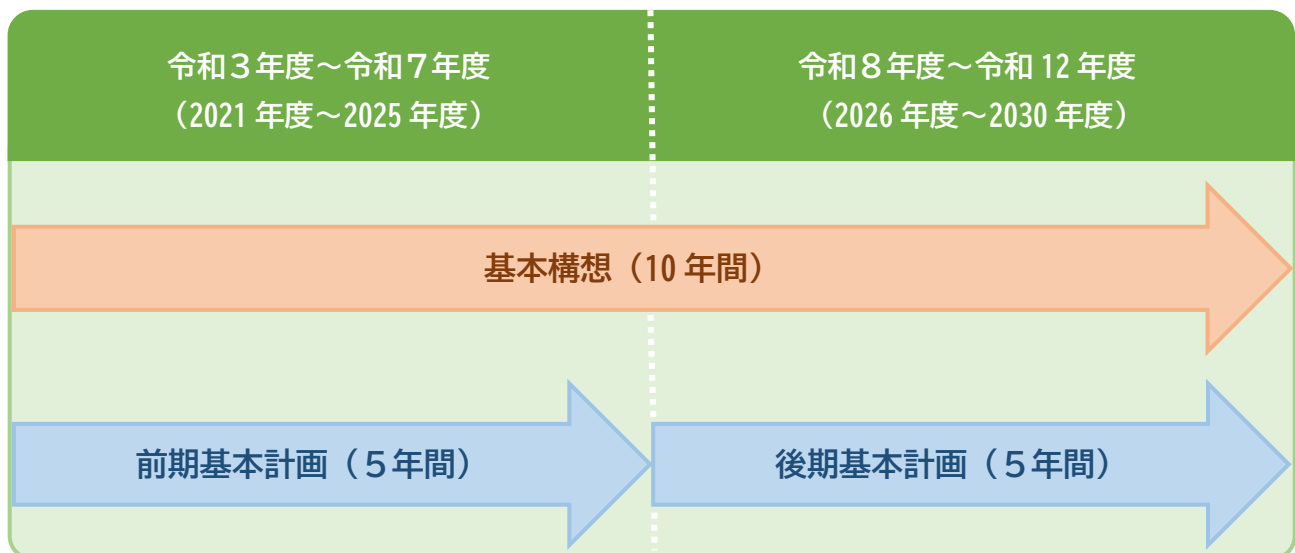 令和３年度～令和７年度
（2021 年度～2025 年度）
令和８年度～令和 12 年度
（2026 年度～2030 年度）
基本構想（10 年間）
前期基本計画（５年間）
後期基本計画（５年間）